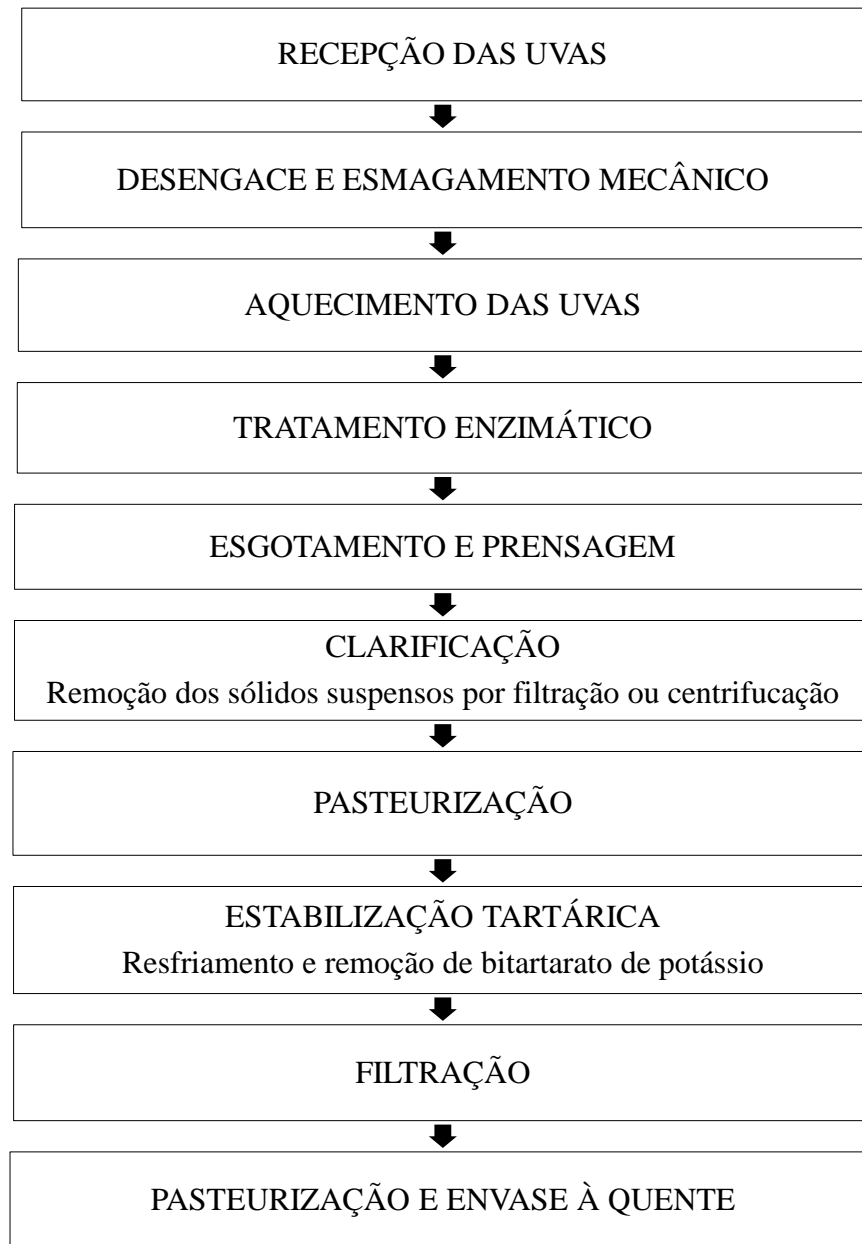 RECEPÇÃO DAS UVAS
DESENGACE E ESMAGAMENTO MECÂNICO
AQUECIMENTO DAS UVAS
TRATAMENTO ENZIMÁTICO
ESGOTAMENTO E PRENSAGEM
CLARIFICAÇÃO
Remoção dos sólidos suspensos por filtração ou centrifucação
PASTEURIZAÇÃO
ESTABILIZAÇÃO TARTÁRICA
Resfriamento e remoção de bitartarato de potássio
FILTRAÇÃO
PASTEURIZAÇÃO E ENVASE À QUENTE